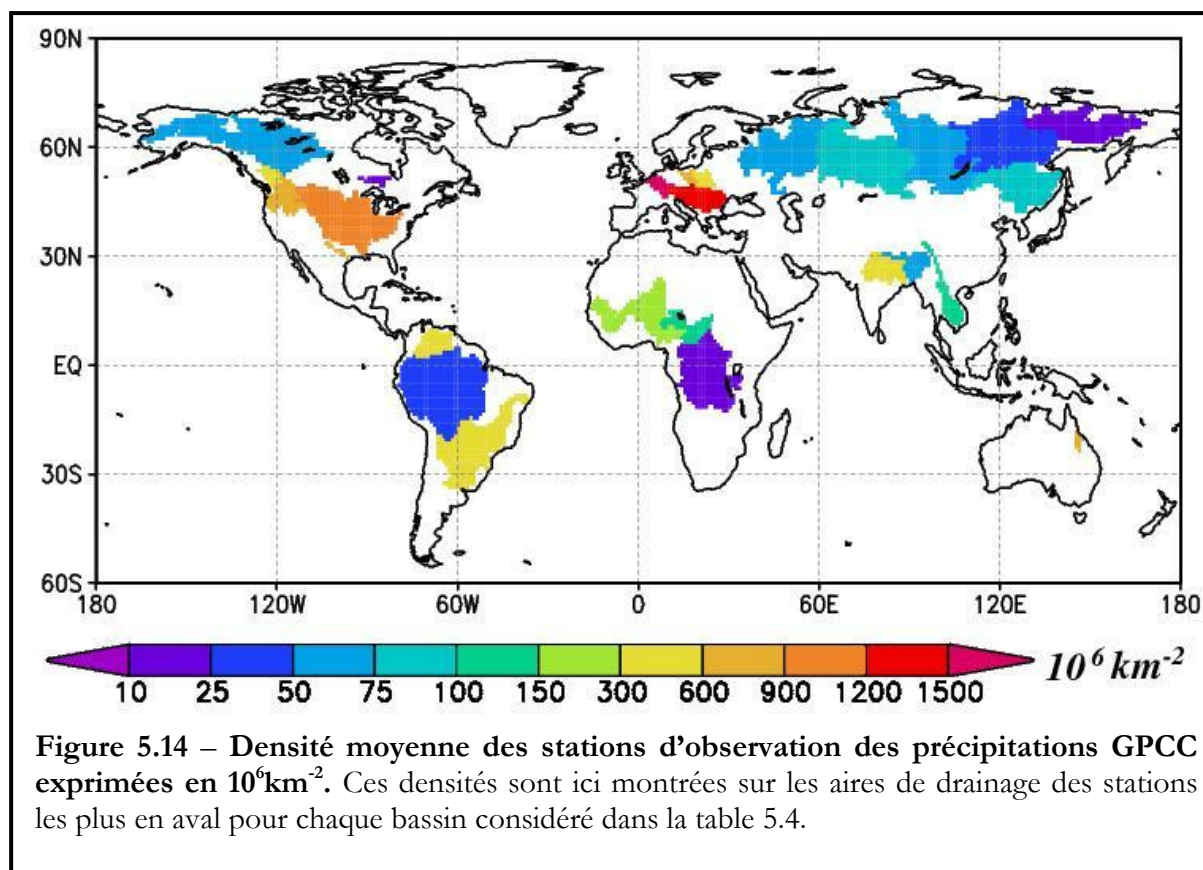 90N
60N
30N
EQ
30S
60S
180 120W 60W 0 60E 120E 180
10 25 50 75 100 150 300 600 900 1200 1500
10⁶ km⁻²
Figure 5.14 – Densité moyenne des stations d’observation des précipitations GPCC
exprimées en 10⁶km⁻². Ces densités sont ici montrées sur les aires de drainage des stations
les plus en aval pour chaque bassin considéré dans la table 5.4.